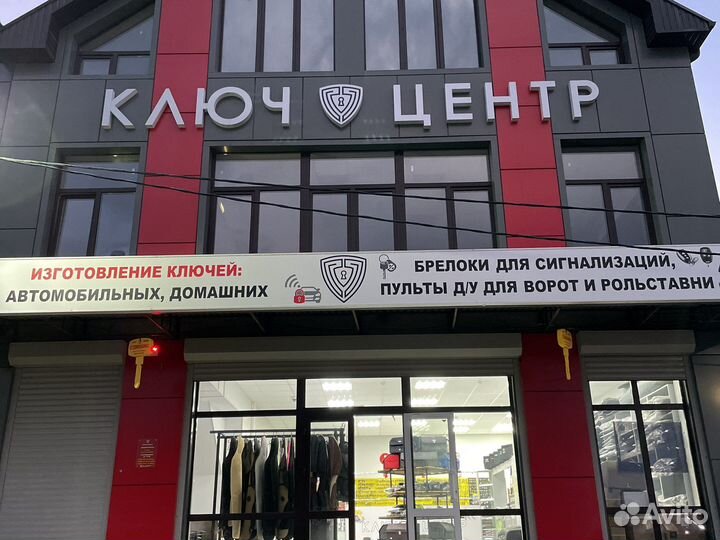 КЛЮЧ ЦЕНТР
ИЗГОТОВЛЕНИЕ КЛЮЧЕЙ:
АВТОМОБИЛЬНЫХ, ДОМАШНИХ
БРЕЛОКИ ДЛЯ СИГНАЛИЗАЦИЙ,
ПУЛЬТЫ Д/У ДЛЯ ВОРОТ И РОЛЬСТАВНИ
Avito